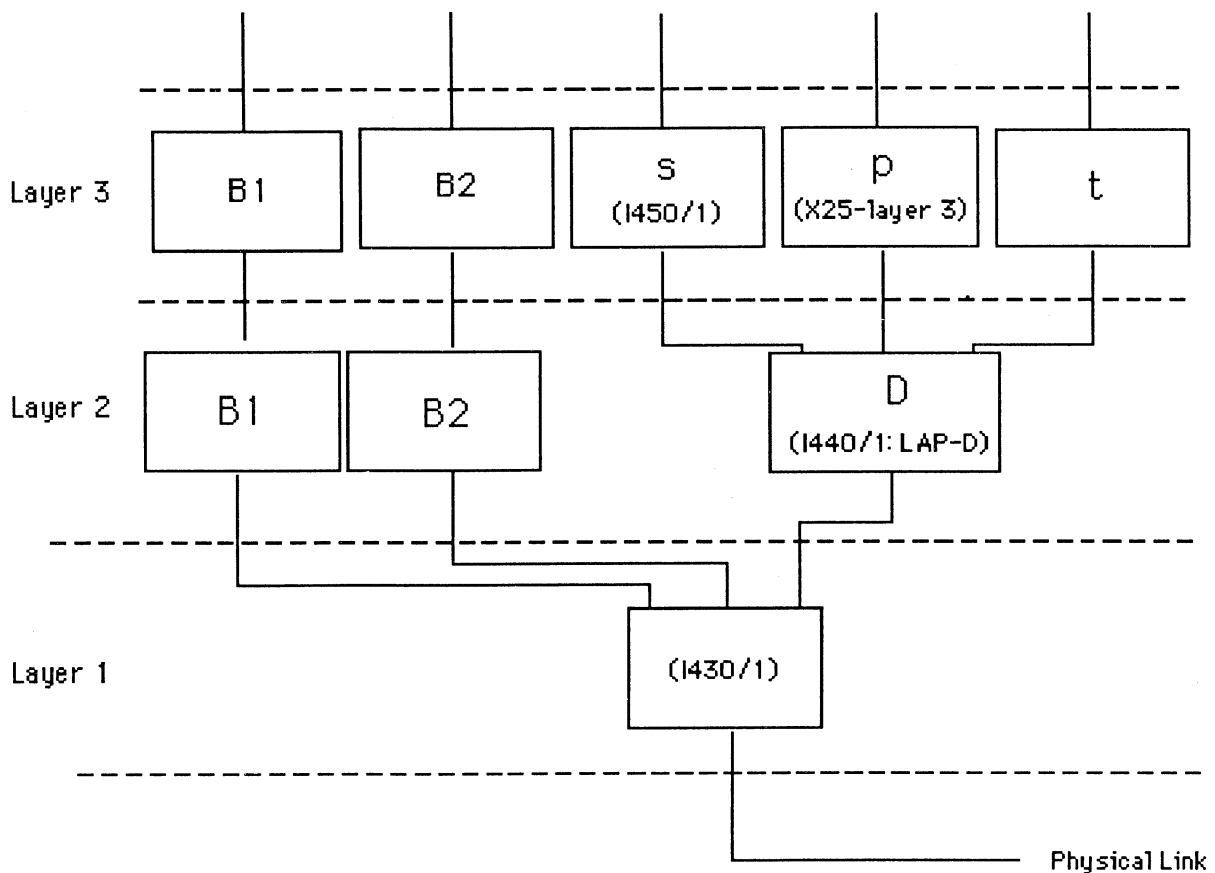 Layer 3
B1
B2
s
(I450/1)
p
(X25-layer 3)
t
Layer 2
B1
B2
D
(I440/1: LAP-D)
Layer 1
(I430/1)
Physical Link